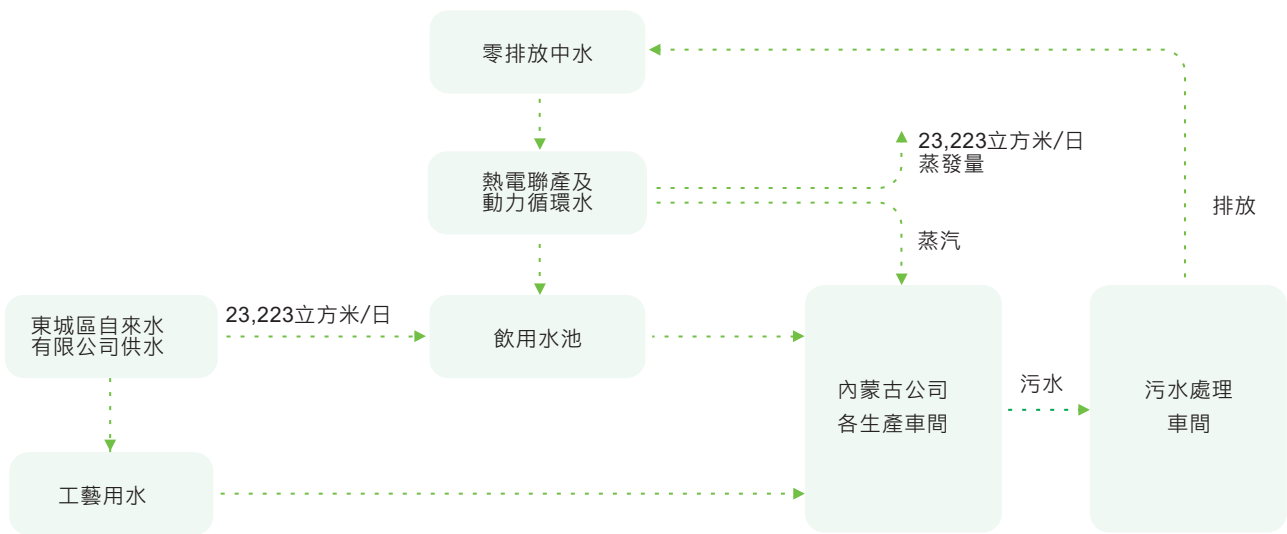 零排放中水
熱電聯產及
動力循環水
23,223立方米/日
蒸發量
蒸汽
排放
東城區自來水
有限公司供水
23,223立方米/日
飲用水池
內蒙古公司
各生產車間
污水
污水處理
車間
工藝用水